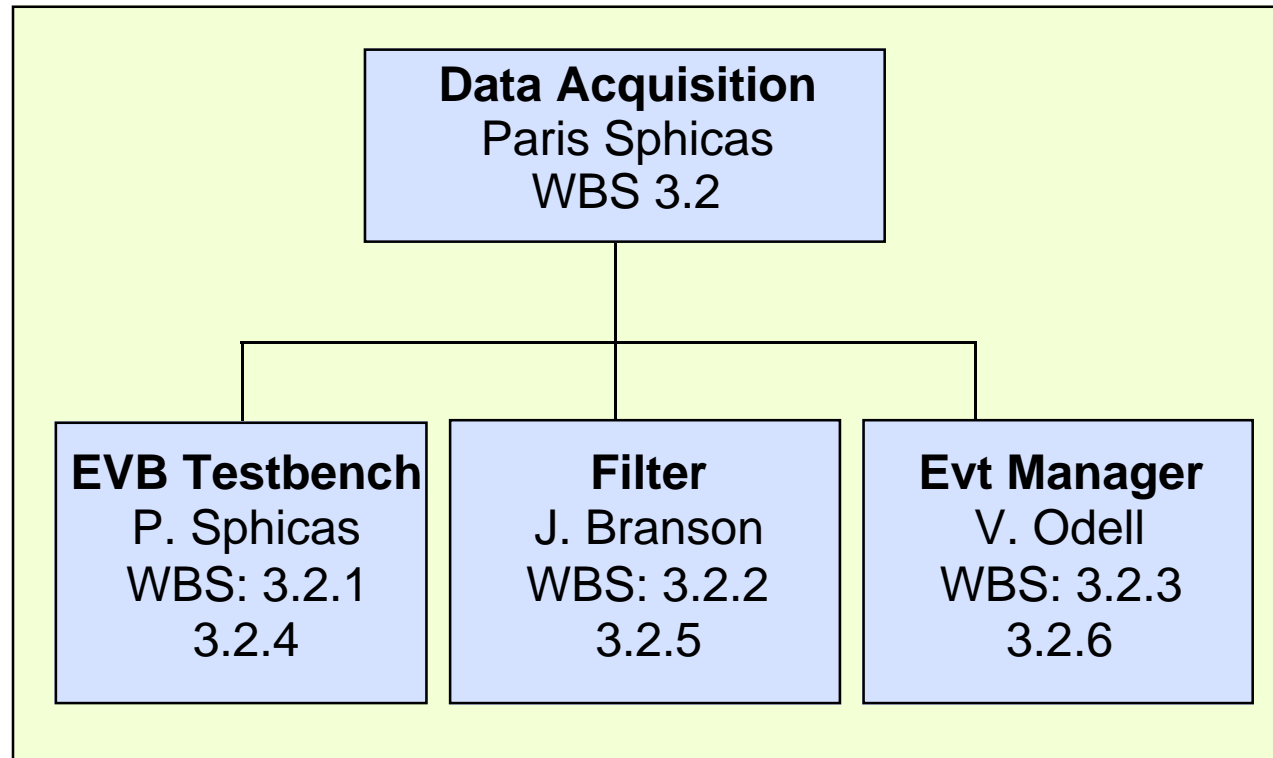 Data Acquisition
Paris Sphicas
WBS 3.2
EVB Testbench
P. Sphicas
WBS: 3.2.1
3.2.4
Filter
J. Branson
WBS: 3.2.2
3.2.5
Evt Manager
V. Odell
WBS: 3.2.3
3.2.6